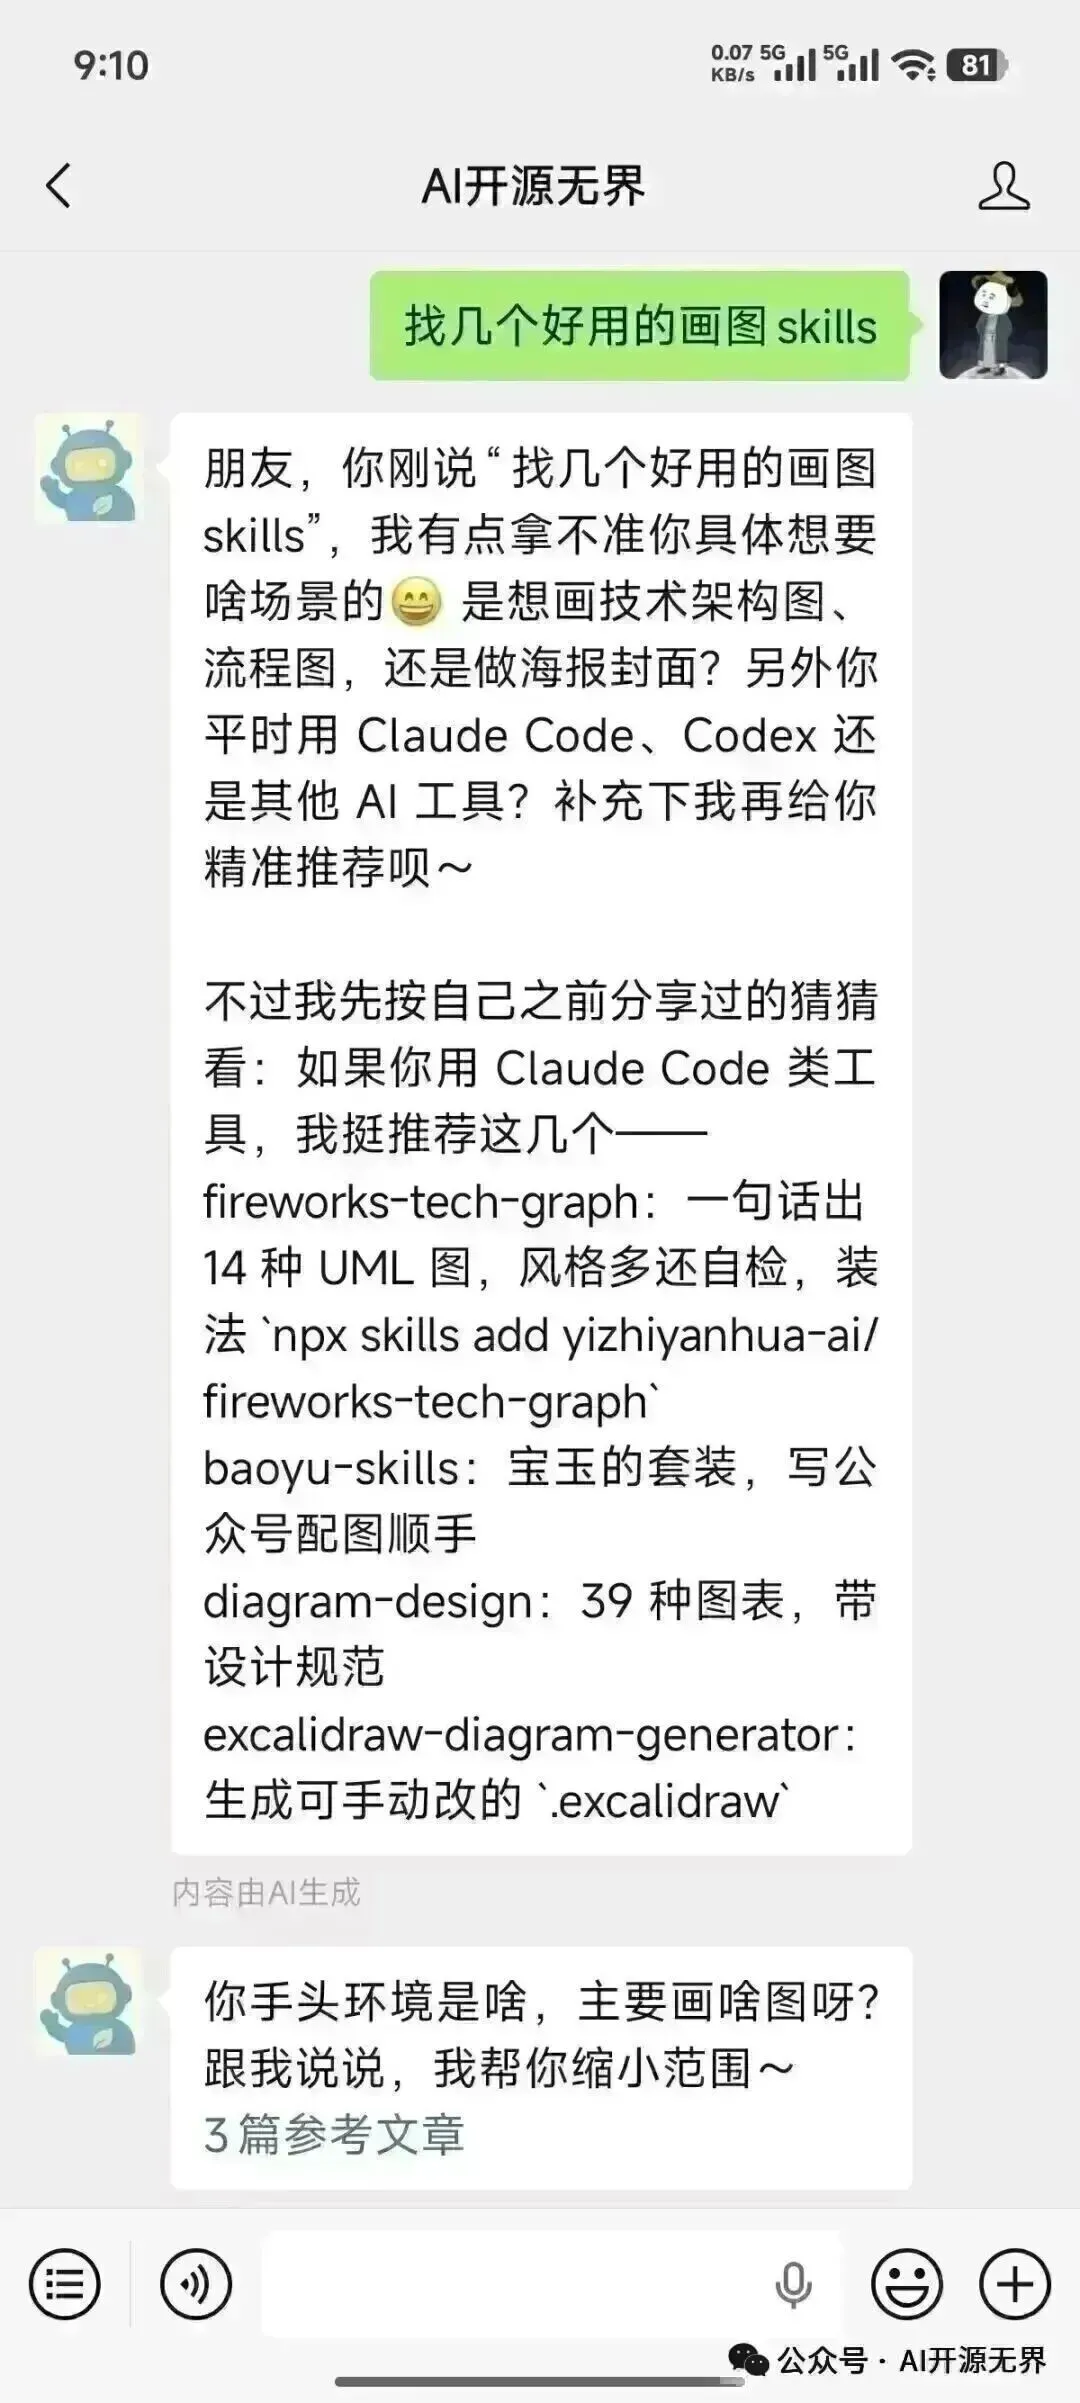 9:10
0.07 KB/s 5G 5G 81
AI开源无界
找几个好用的画图 skills
朋友，你刚说“找几个好用的画图
skills”，我有点拿不准你具体想要
啥场景的😄 是想画技术架构图、
流程图，还是做海报封面？另外你
平时用 Claude Code、Codex 还
是其他 AI 工具？补充下我再给你
精准推荐呗～
不过我先按自己之前分享过的猜猜
看：如果你用 Claude Code 类工
具，我挺推荐这几个——
fireworks-tech-graph：一句话出
14 种 UML 图，风格多还自检，装
法 `npx skills add yizhiyanhua-ai/
fireworks-tech-graph`
baoyu-skills：宝玉的套装，写公
众号配图顺手
diagram-design：39 种图表，带
设计规范
excalidraw-diagram-generator：
生成可手动改的 `.excalidraw`
内容由AI生成
你手头环境是啥，主要画啥图呀？
跟我说说，我帮你缩小范围～
3篇参考文章
公众号 · AI开源无界